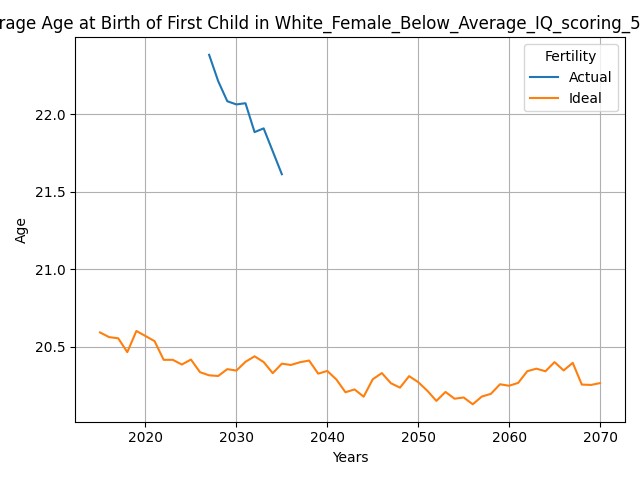 rage Age at Birth of First Child in White_Female_Below_Average_IQ_scoring_5
Fertility
Actual
Ideal
Age
22.0
21.5
21.0
20.5
2020 2030 2040 2050 2060 2070
Years